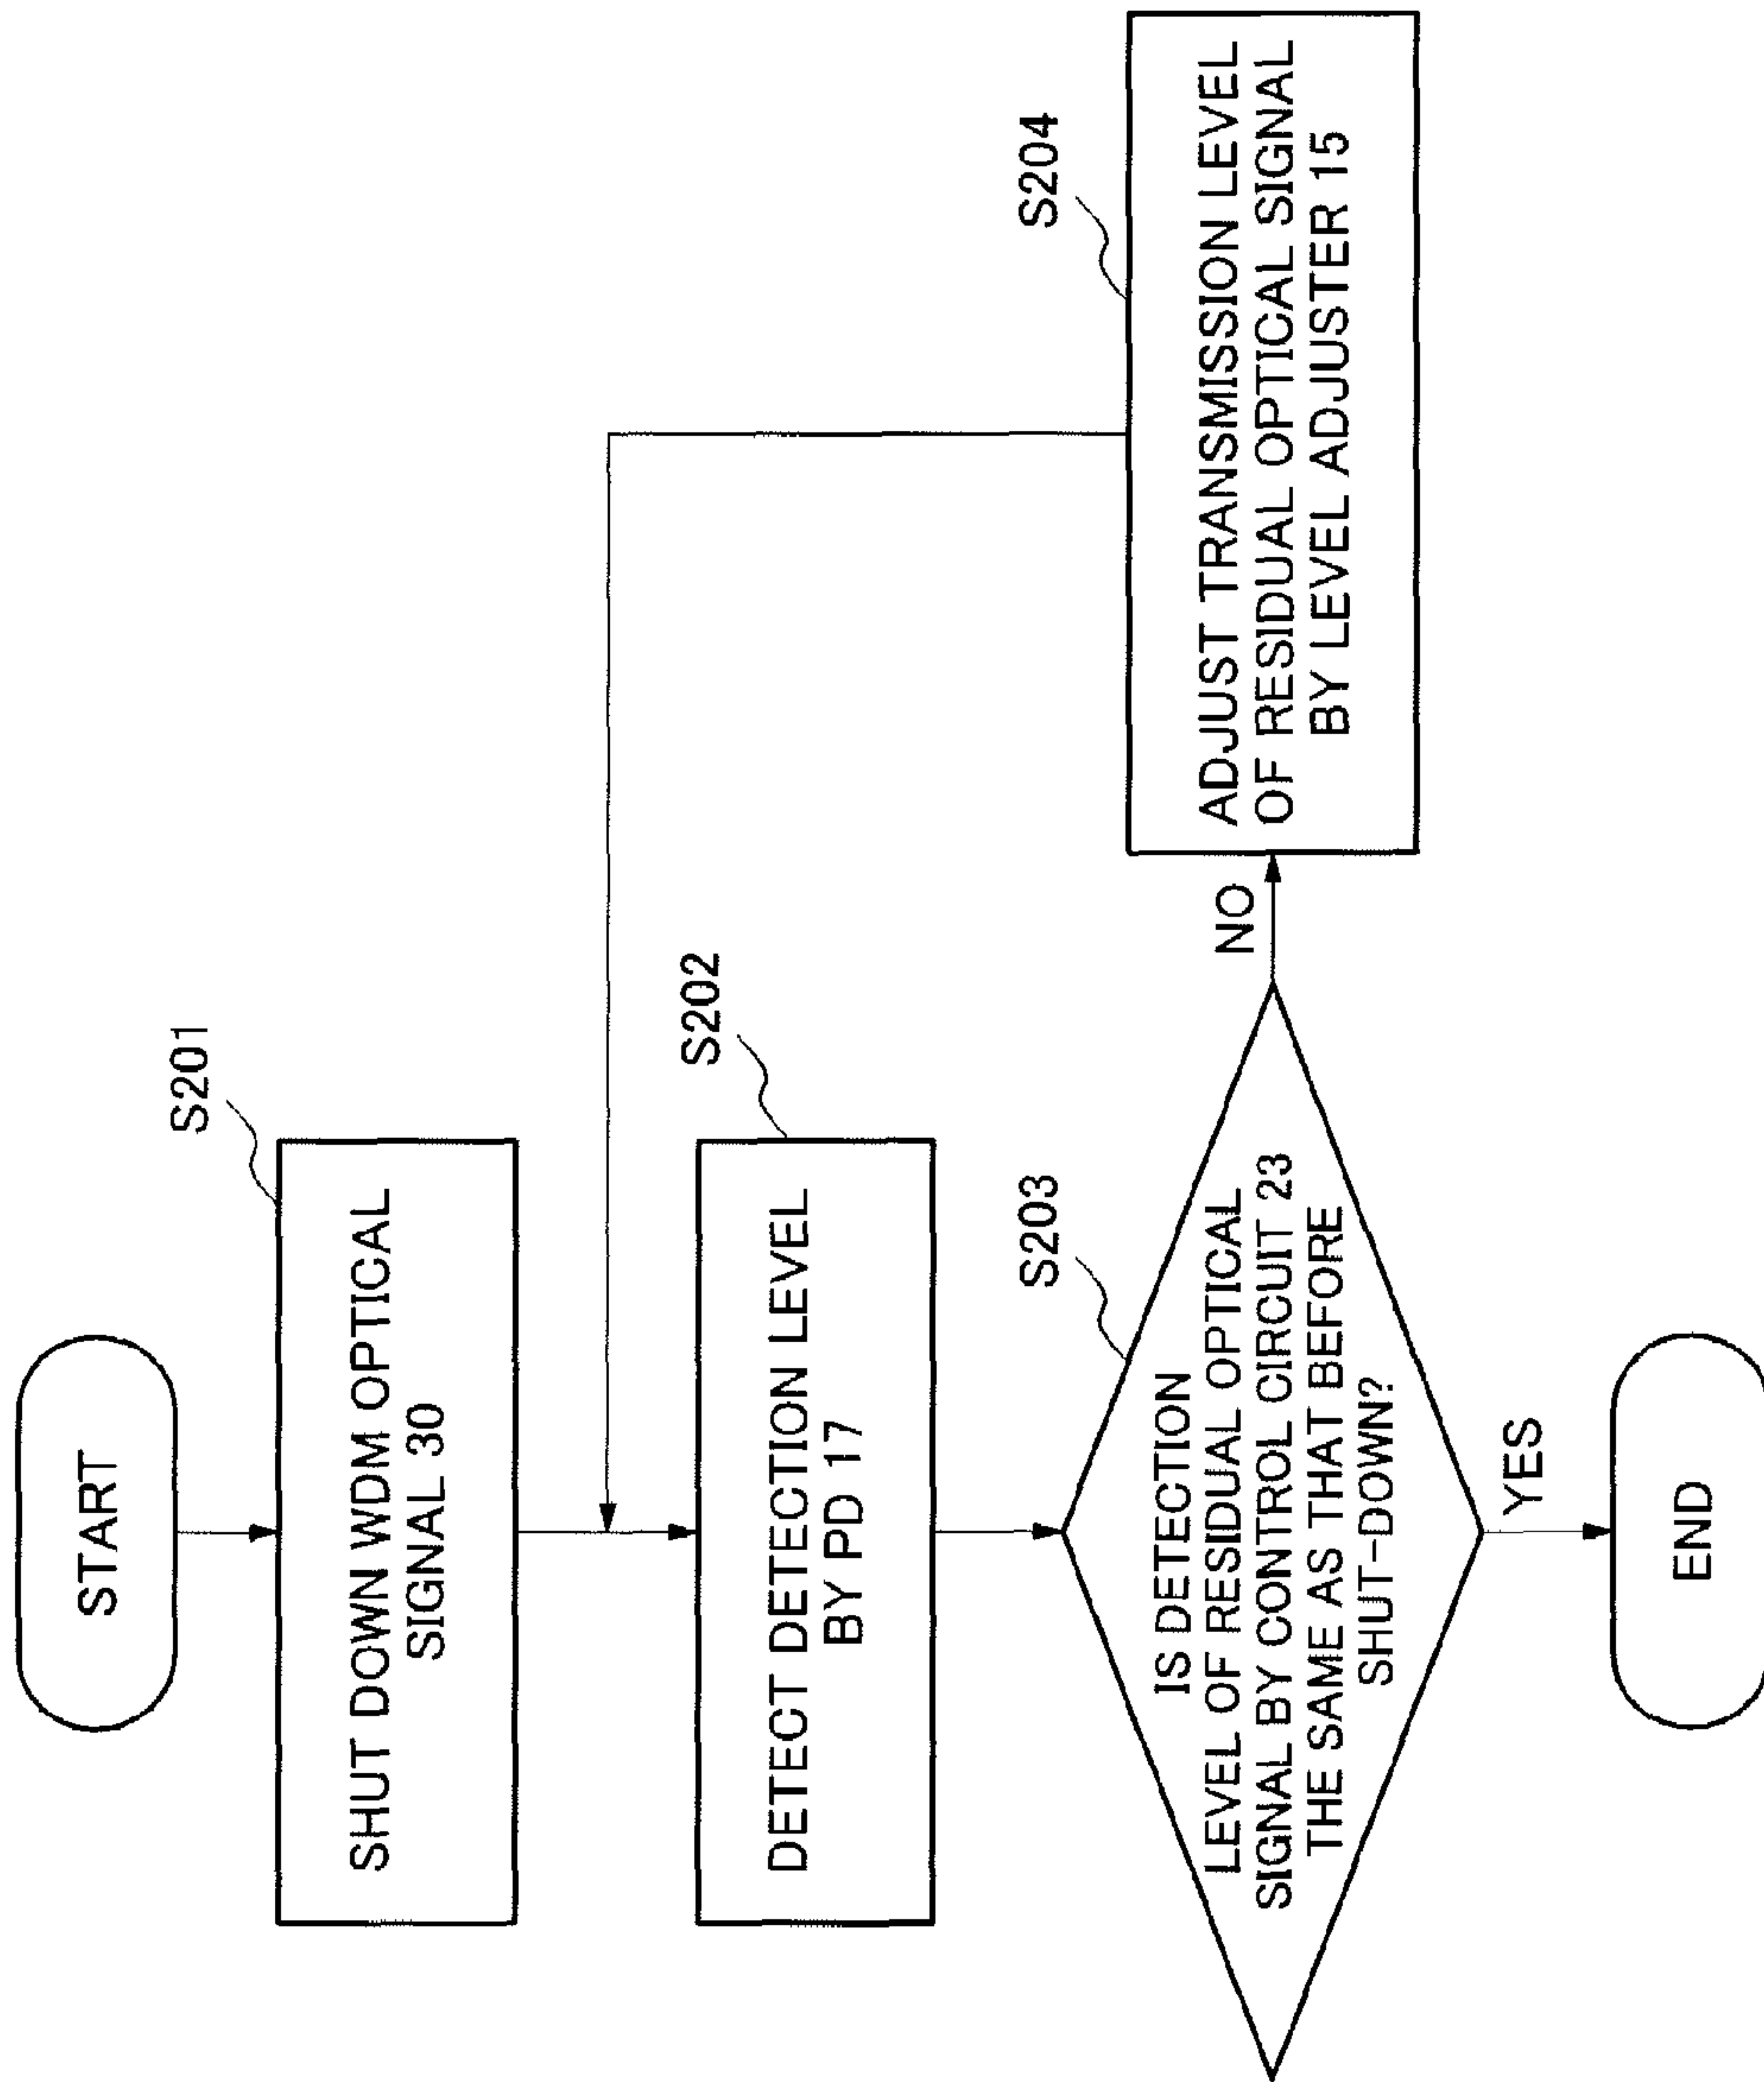 START
S201
SHUT DOWN WDM OPTICAL
SIGNAL 30
S202
DETECT DETECTION LEVEL
BY PD 17
S203
IS DETECTION
LEVEL OF RESIDUAL OPTICAL
SIGNAL BY CONTROL CIRCUIT 23
THE SAME AS THAT BEFORE
SHUT-DOWN?
NO
S204
ADJUST TRANSMISSION LEVEL
OF RESIDUAL OPTICAL SIGNAL
BY LEVEL ADJUSTER 15
YES
END